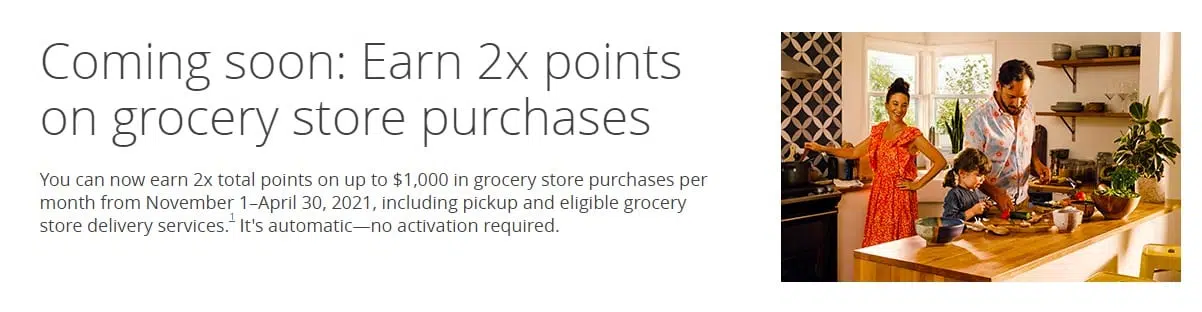 Coming soon: Earn 2x points
on grocery store purchases
You can now earn 2x total points on up to $1,000 in grocery store purchases per
month from November 1–April 30, 2021, including pickup and eligible grocery
store delivery services.1 It's automatic—no activation required.